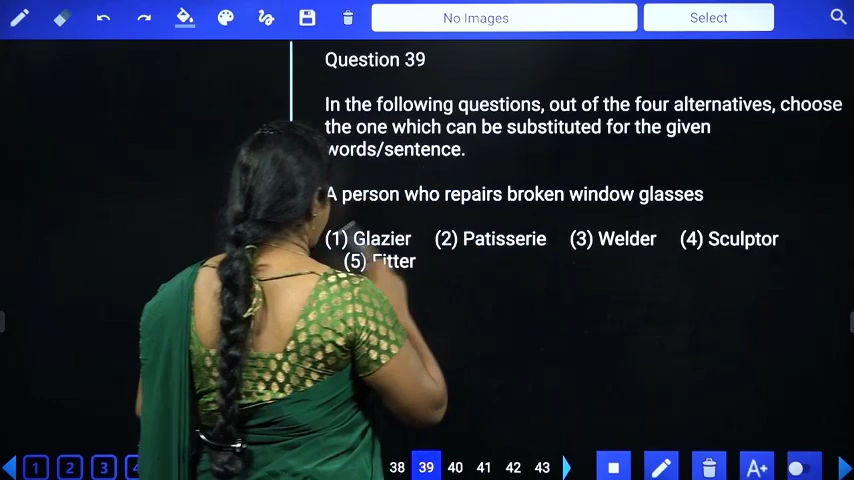 No Images Select
Question 39
In the following questions, out of the four alternatives, choose
the one which can be substituted for the given
words/sentence.
A person who repairs broken window glasses
(1) Glazier (2) Patisserie (3) Welder (4) Sculptor
(5) Fitter
1 2 3 4 38 39 40 41 42 43 A+